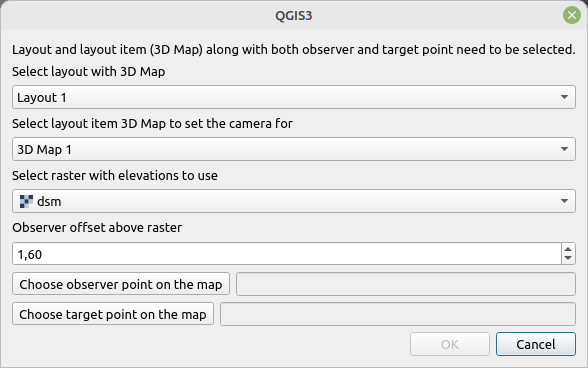 QGIS3
Layout and layout item (3D Map) along with both observer and target point need to be selected.
Select layout with 3D Map
Layout 1
Select layout item 3D Map to set the camera for
3D Map 1
Select raster with elevations to use
dsm
Observer offset above raster
1,60
Choose observer point on the map
Choose target point on the map
OK Cancel